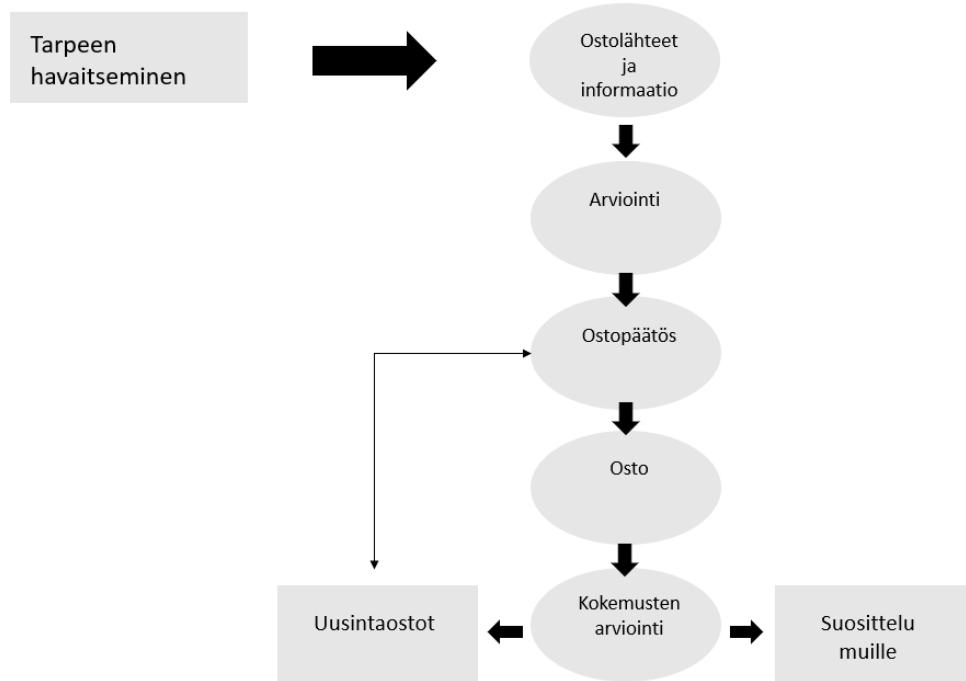 Tarpeen
havaitseminen
Ostolähteet
ja
informaatio
Arviointi
Ostopäätös
Osto
Kokemusten
arviointi
Uusintaostot
Suosittelu
muille